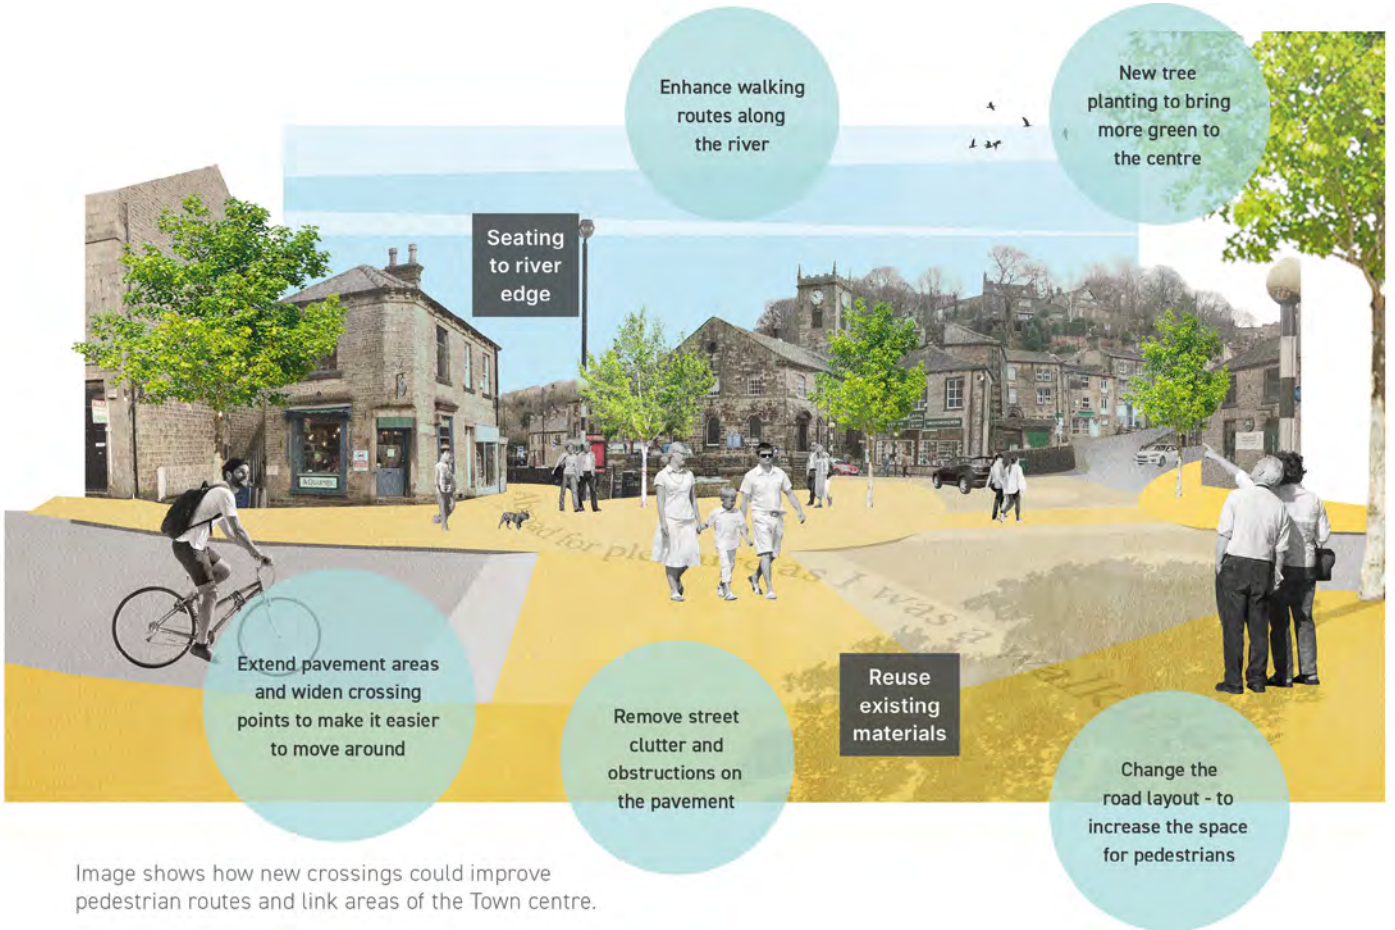 Enhance walking
routes along
the river
New tree
planting to bring
more green to
the centre
Seating
to river
edge
Extend pavement areas
and widen crossing
points to make it easier
to move around
Remove street
clutter and
obstructions on
the pavement
Reuse
existing
materials
Change the
road layout - to
increase the space
for pedestrians
Image shows how new crossings could improve
pedestrian routes and link areas of the Town centre.
as I was a